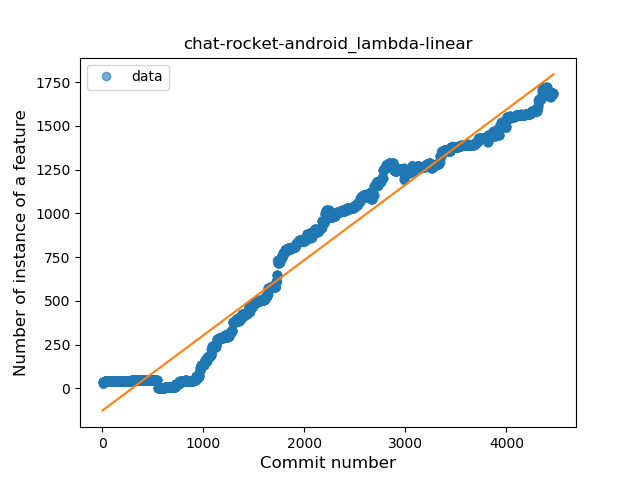 chat-rocket-android_lambda-linear
data
Number of instance of a feature
1750
1500
1250
1000
750
500
250
0
0 1000 2000 3000 4000
Commit number